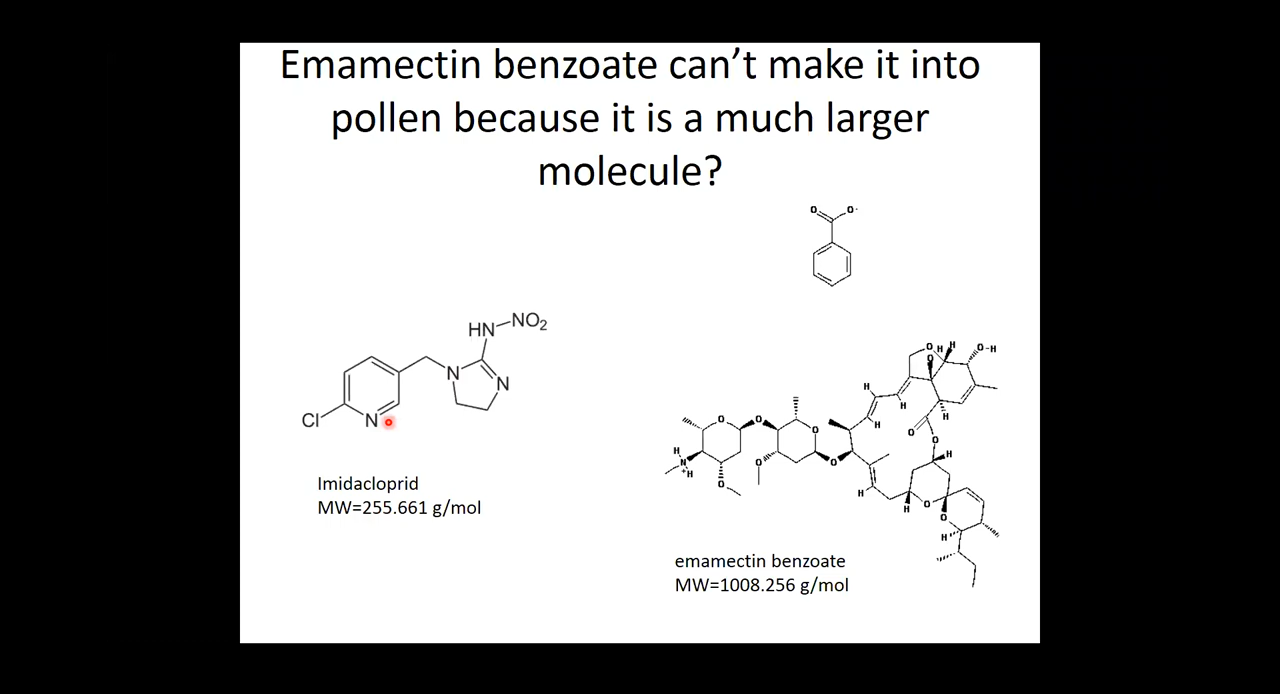 Emamectin benzoate can't make it into
pollen because it is a much larger
molecule?
O O-
HN NO2
N
N
Cl N
Imidacloprid
MW=255.661 g/mol
O H H O-H
O
H
H
H
H
O O
O
O
H
N+
H
O
O
O
H
H
O
O
H
emamectin benzoate
MW=1008.256 g/mol